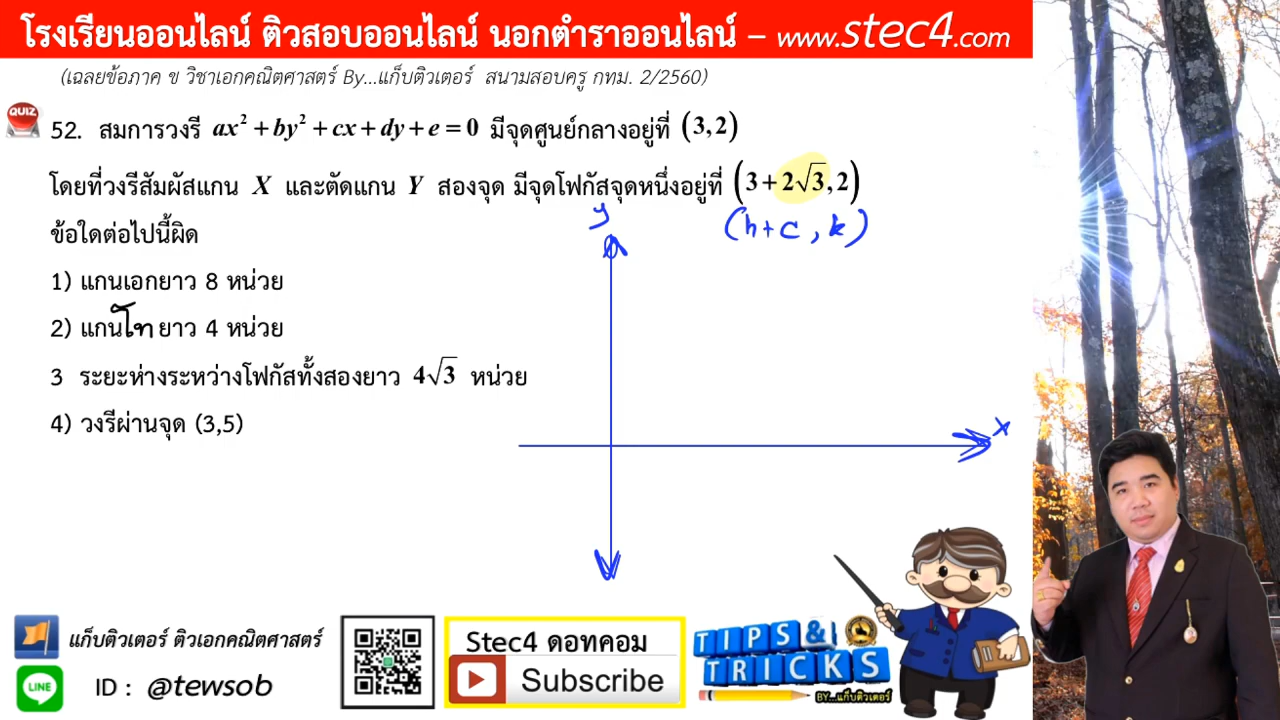 โรงเรียนออนไลน์ ติวสอบออนไลน์ นอกตำราออนไลน์ – www.stec4.com
(เฉลยข้อภาค ข วิชาเอกคณิตศาสตร์ By...แก็บติวเตอร์ สนามสอบครู กทม. 2/2560)
QUIZ
52. สมการวงรี ax² + by² + cx + dy + e = 0 มีจุดศูนย์กลางอยู่ที่ (3,2)
โดยที่วงรีสัมผัสแกน X และตัดแกน Y สองจุด มีจุดโฟกัสจุดหนึ่งอยู่ที่ (3+2√3,2)
(h+c, k)
ข้อใดต่อไปนี้ผิด
1) แกนเอกยาว 8 หน่วย
2) แกนโทยาว 4 หน่วย
3 ระยะห่างระหว่างโฟกัสทั้งสองยาว 4√3 หน่วย
4) วงรีผ่านจุด (3,5)
y
x
แก็บติวเตอร์ ติวเอกคณิตศาสตร์
LINE
ID : @tewsob
Stec4 ดอทคอม
Subscribe
TIPS &
TRICKS
BY...แก็บติวเตอร์